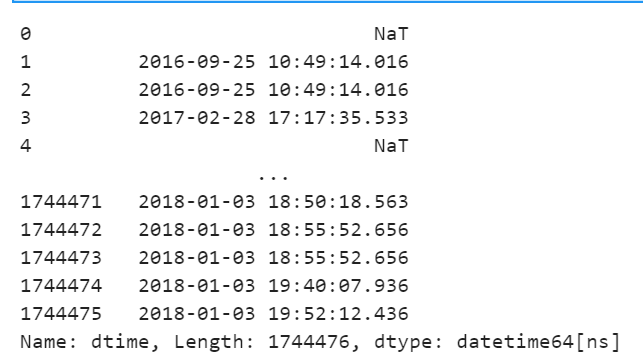 0 NaT
1 2016-09-25 10:49:14.016
2 2016-09-25 10:49:14.016
3 2017-02-28 17:17:35.533
4 NaT
...
1744471 2018-01-03 18:50:18.563
1744472 2018-01-03 18:55:52.656
1744473 2018-01-03 18:55:52.656
1744474 2018-01-03 19:40:07.936
1744475 2018-01-03 19:52:12.436
Name: dtime, Length: 1744476, dtype: datetime64[ns]